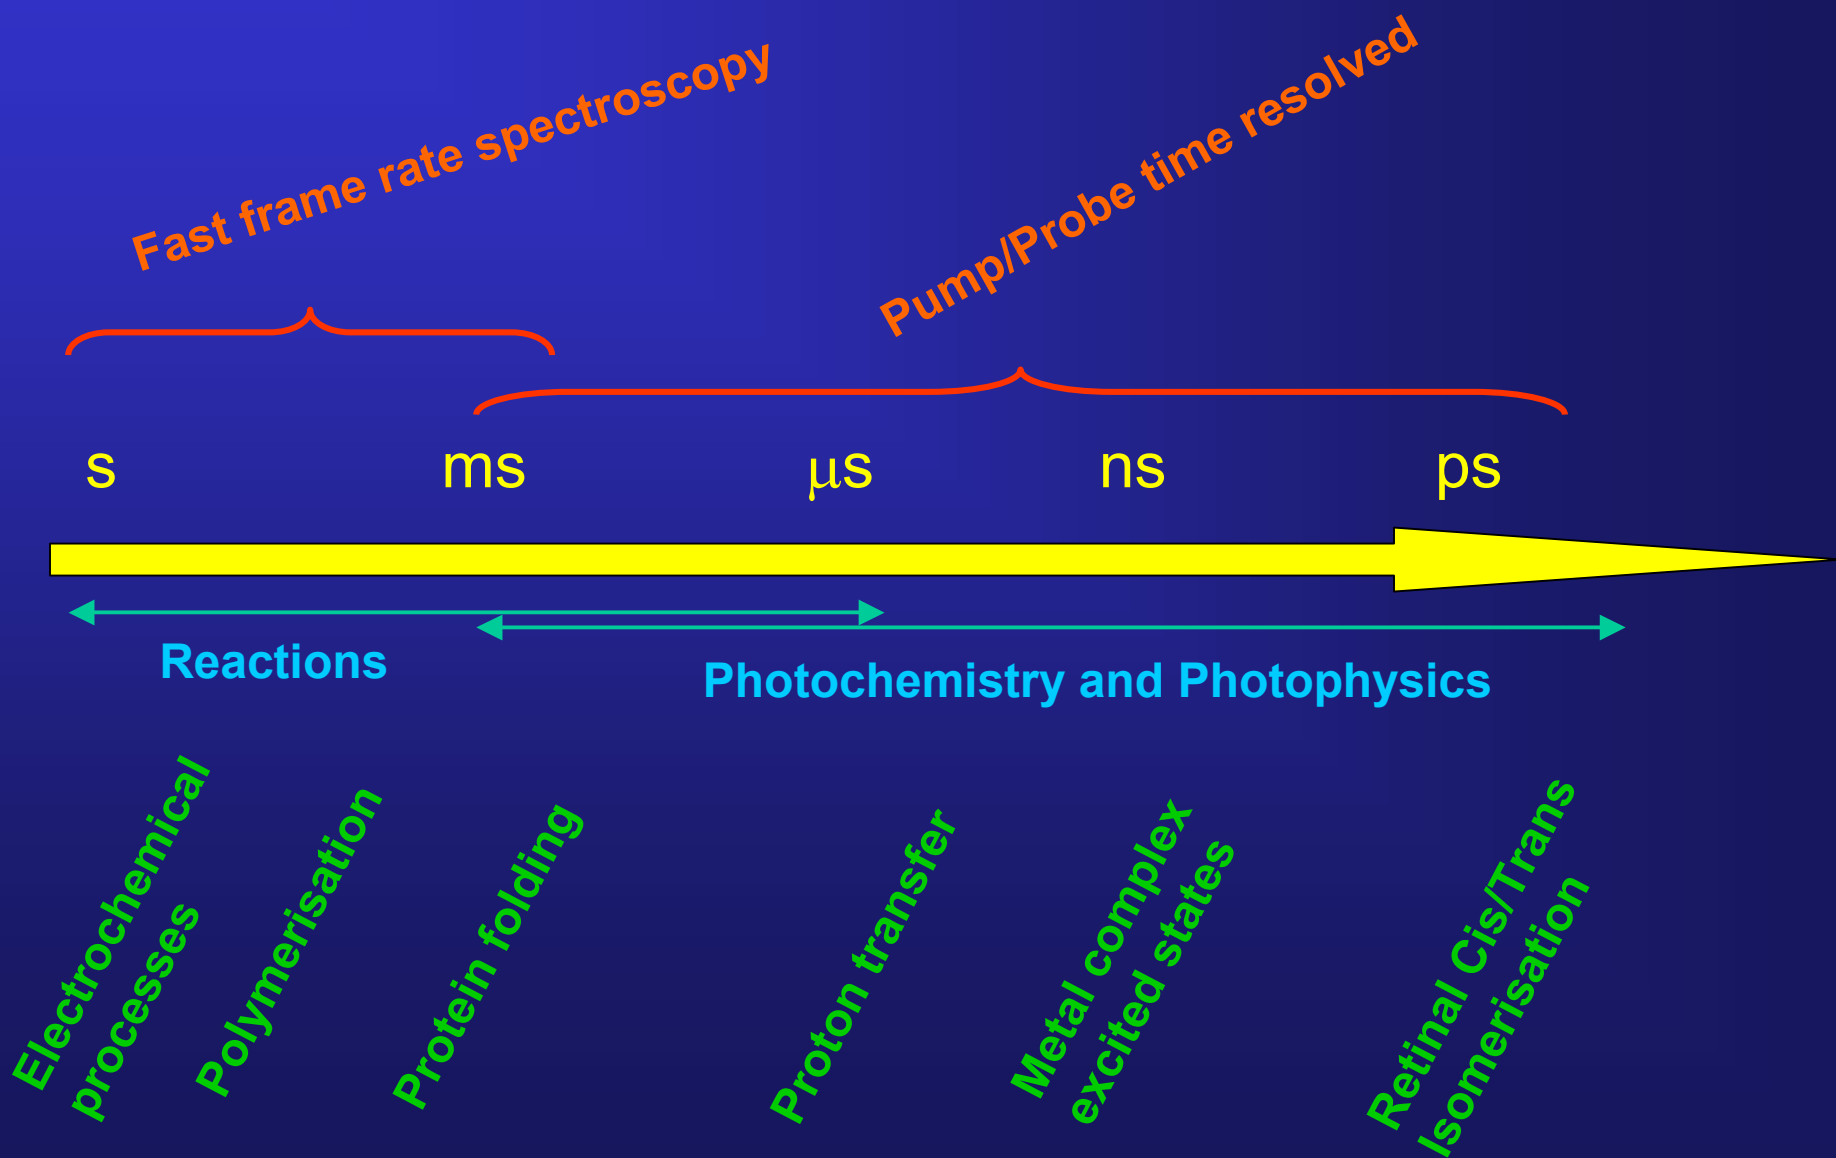 Fast frame rate spectroscopy
Pump/Probe time resolved
s
ms
μs
ns
ps
Reactions
Photochemistry and Photophysics
Electrochemical
processes
Polymerisation
Protein folding
Proton transfer
Metal complex
excited states
Retinal Cis/Trans
Isomerisation